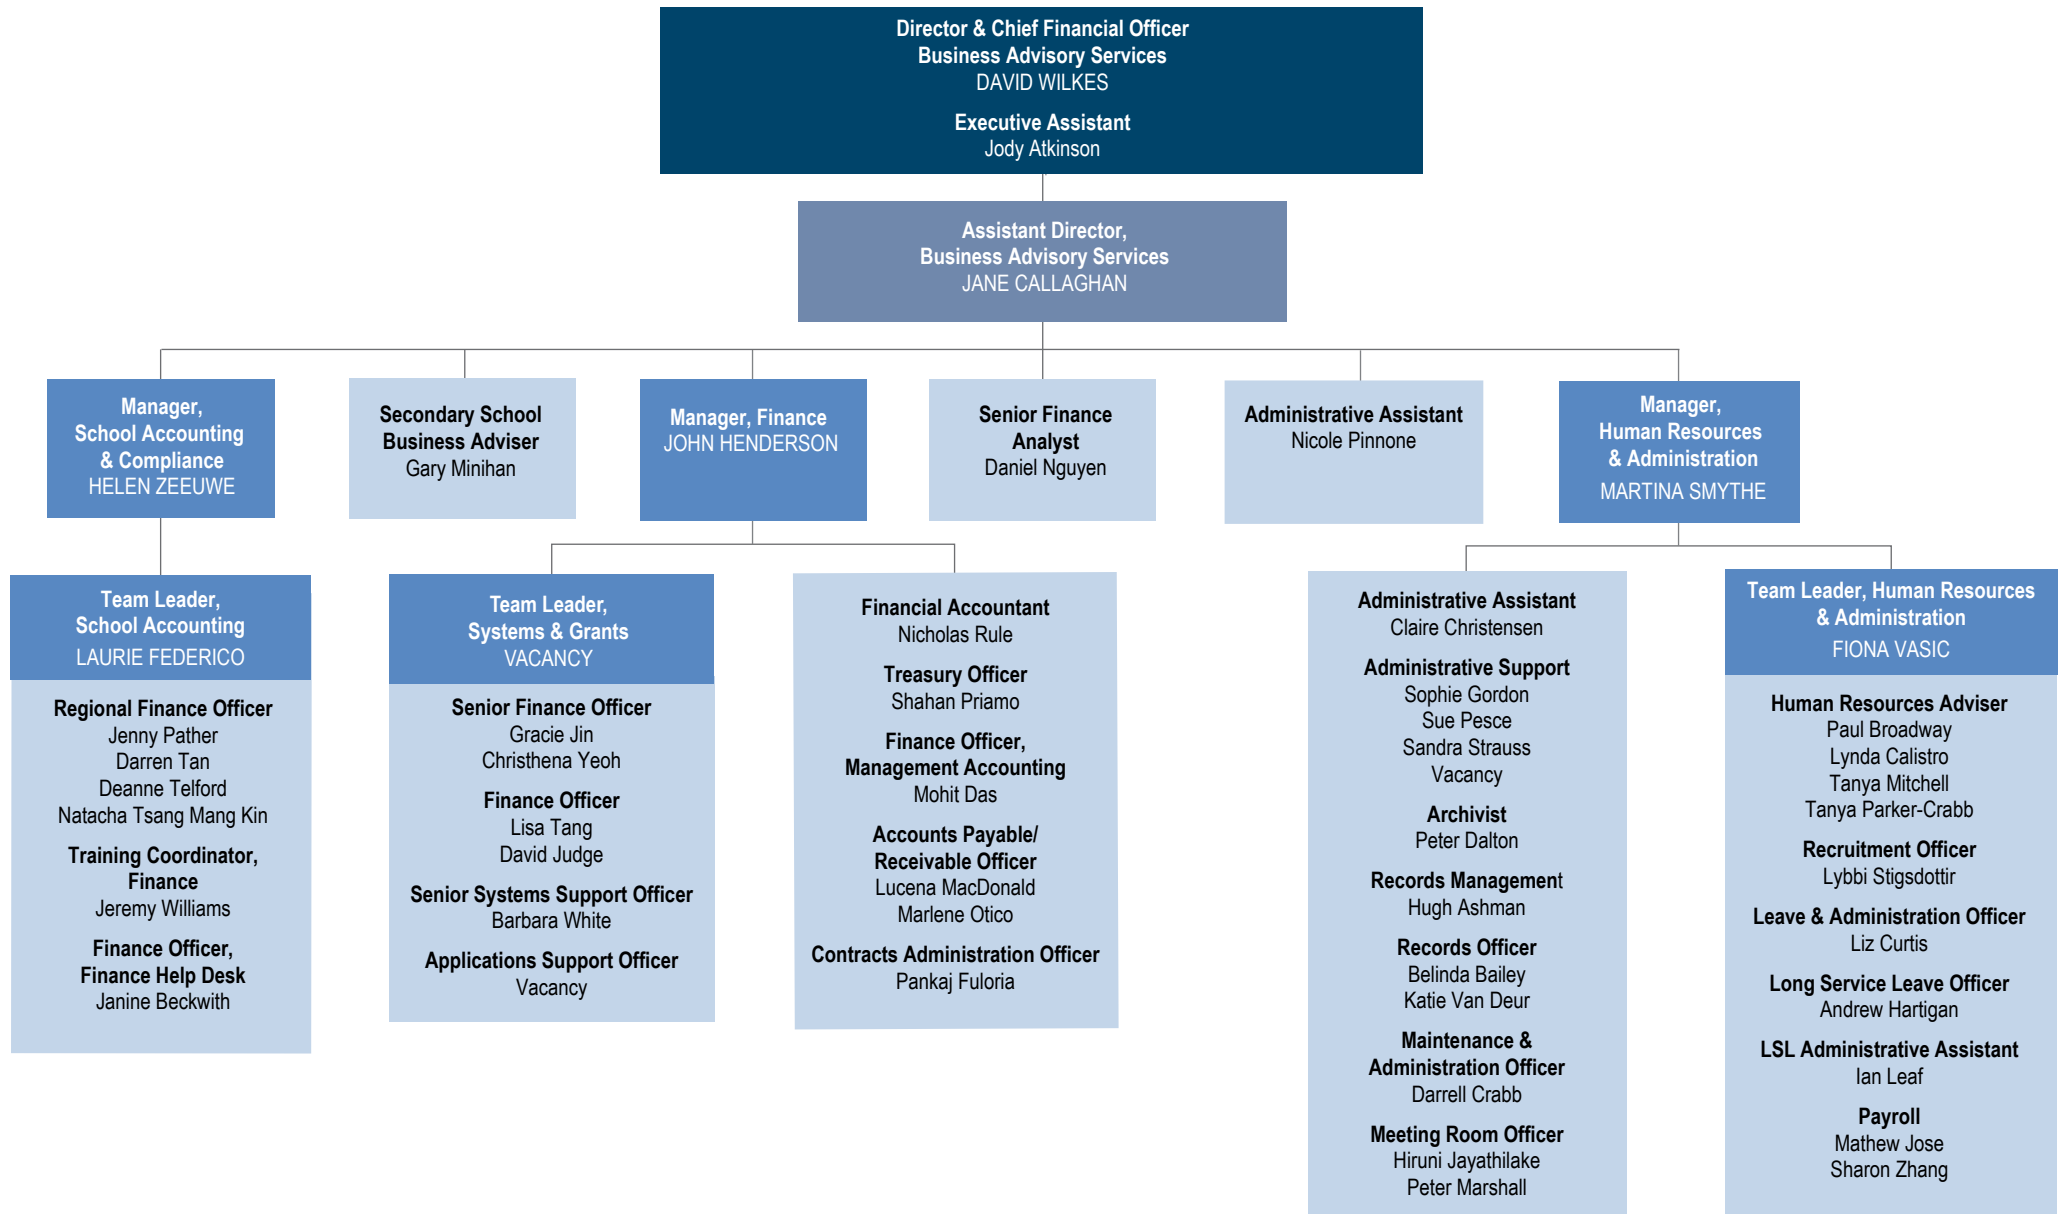 Director & Chief Financial Officer
Business Advisory Services
DAVID WILKES
Executive Assistant
Jody Atkinson
Assistant Director,
Business Advisory Services
JANE CALLAGHAN
Manager,
School Accounting
& Compliance
HELEN ZEEUWE
Secondary School
Business Adviser
Gary Minihan
Manager, Finance
JOHN HENDERSON
Senior Finance
Analyst
Daniel Nguyen
Administrative Assistant
Nicole Pinnone
Manager,
Human Resources
& Administration
MARTINA SMYTHE
Team Leader,
School Accounting
LAURIE FEDERICO
Regional Finance Officer
Jenny Pather
Darren Tan
Deanne Telford
Natacha Tsang Mang Kin
Training Coordinator,
Finance
Jeremy Williams
Finance Officer,
Finance Help Desk
Janine Beckwith
Team Leader,
Systems & Grants
VACANCY
Senior Finance Officer
Gracie Jin
Christhena Yeoh
Finance Officer
Lisa Tang
David Judge
Senior Systems Support Officer
Barbara White
Applications Support Officer
Vacancy
Financial Accountant
Nicholas Rule
Treasury Officer
Shahan Priamo
Finance Officer,
Management Accounting
Mohit Das
Accounts Payable/
Receivable Officer
Lucena MacDonald
Marlene Otico
Contracts Administration Officer
Pankaj Fuloria
Administrative Assistant
Claire Christensen
Administrative Support
Sophie Gordon
Sue Pesce
Sandra Strauss
Vacancy
Archivist
Peter Dalton
Records Management
Hugh Ashman
Records Officer
Belinda Bailey
Katie Van Deur
Maintenance &
Administration Officer
Darrell Crabb
Meeting Room Officer
Hiruni Jayathilake
Peter Marshall
Team Leader, Human Resources
& Administration
FIONA VASIC
Human Resources Adviser
Paul Broadway
Lynda Calistro
Tanya Mitchell
Tanya Parker-Crabb
Recruitment Officer
Lybbi Stigsdottir
Leave & Administration Officer
Liz Curtis
Long Service Leave Officer
Andrew Hartigan
LSL Administrative Assistant
Ian Leaf
Payroll
Mathew Jose
Sharon Zhang